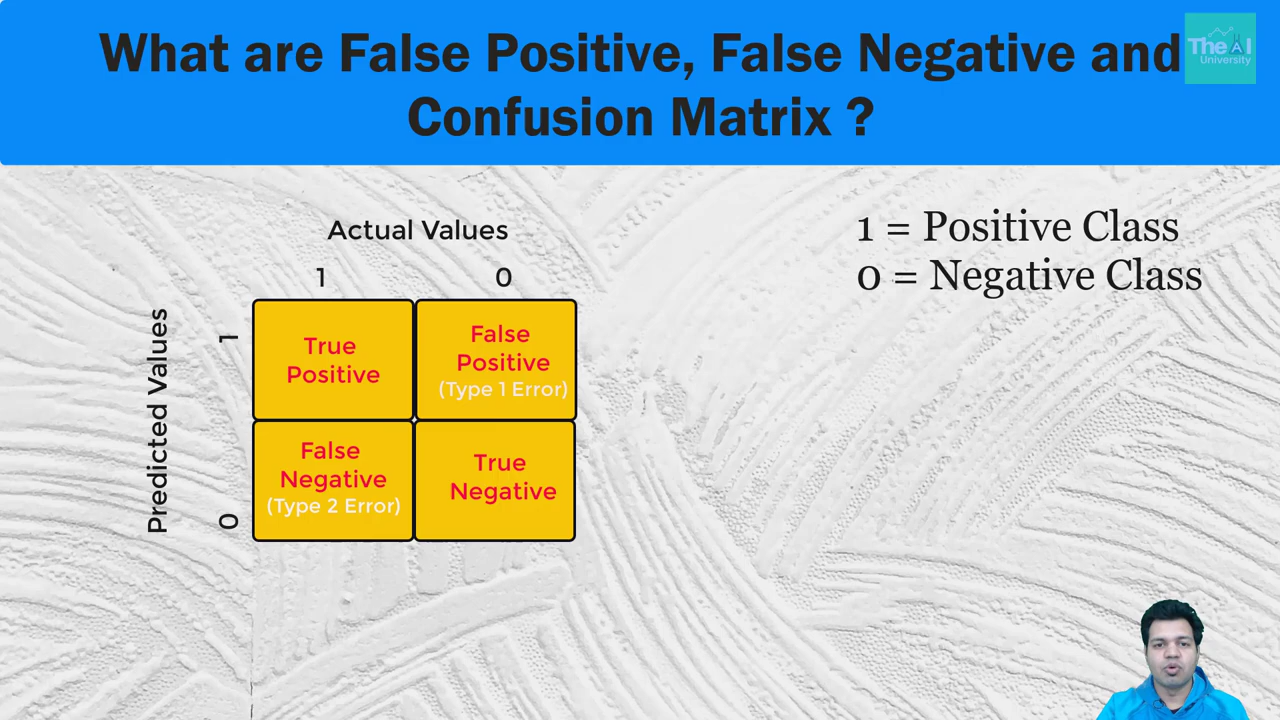 What are False Positive, False Negative and
Confusion Matrix ?
The AI
University
Actual Values
1 0
1 = Positive Class
0 = Negative Class
Predicted Values
1
0
True
Positive
False
Positive
(Type 1 Error)
False
Negative
(Type 2 Error)
True
Negative